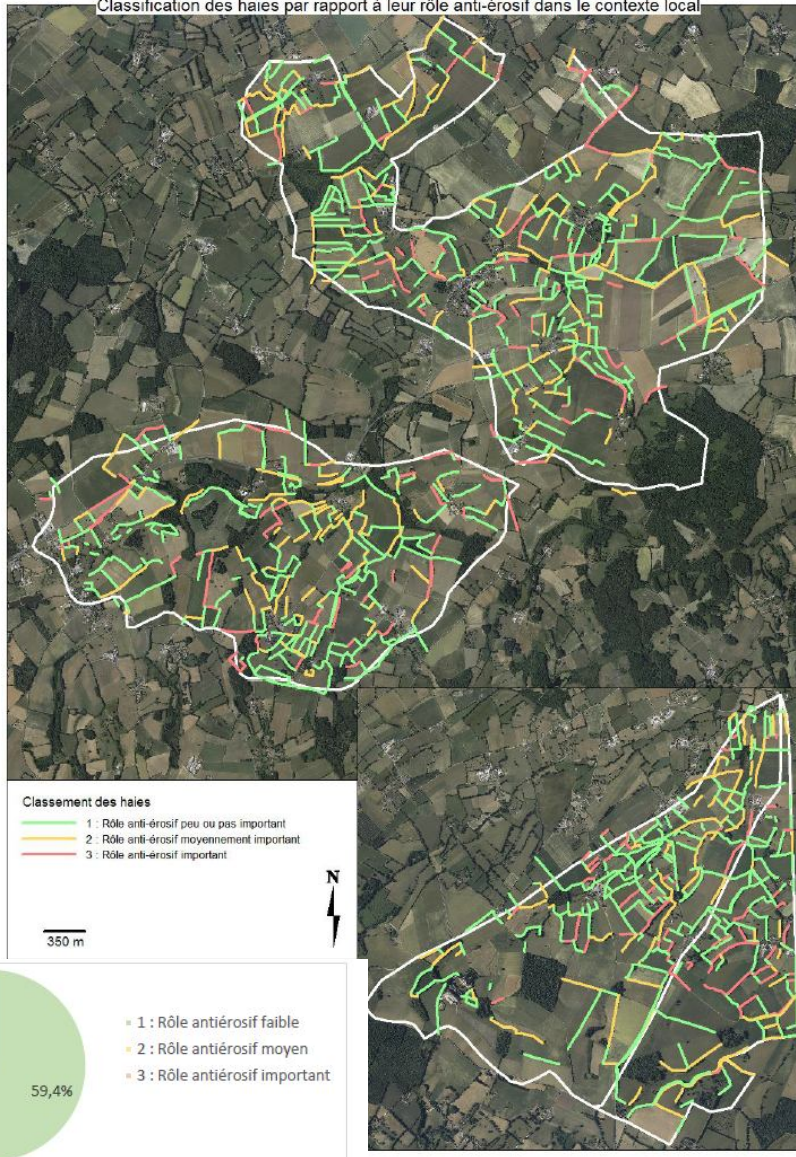 Classification des haies par rapport à leur rôle anti-érosif dans le contexte local
Classement des haies
1 : Rôle anti-érosif peu ou pas important
2 : Rôle anti-érosif moyennement important
3 : Rôle anti-érosif important
N
350 m
1 : Rôle antiérosif faible
2 : Rôle antiérosif moyen
3 : Rôle antiérosif important
59,4%